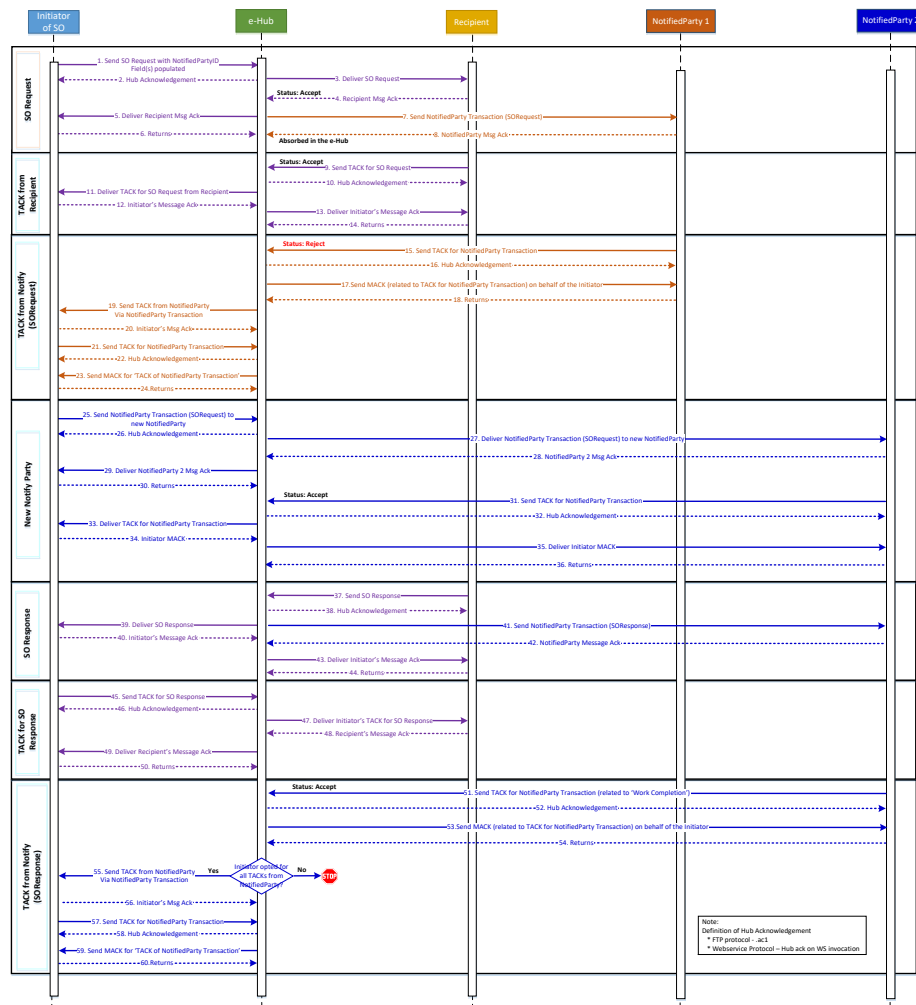 Initiator
of SO
e-Hub
Recipient
NotifiedParty 1
NotifiedParty 2
SO Request
1. Send SO Request with NotifiedPartyID
Field(s) populated
2. Hub Acknowledgement
3. Deliver SO Request
Status: Accept
4. Recipient Msg Ack
5. Deliver Recipient Msg Ack
7. Send NotifiedParty Transaction (SORequest)
6. Returns
8. NotifiedParty Msg Ack
Absorbed in the e-Hub
TACK from
Recipient
Status: Accept
9. Send TACK for SO Request
10. Hub Acknowledgement
11. Deliver TACK for SO Request from Recipient
12. Initiator's Message Ack
13. Deliver Initiator's Message Ack
14. Returns
TACK from Notify
(SORequest)
Status: Reject
15. Send TACK for NotifiedParty Transaction
16. Hub Acknowledgement
17.Send MACK (related to TACK for NotifiedParty Transaction) on behalf of the Initiator
18. Returns
19. Send TACK from NotifiedParty
Via NotifiedParty Transaction
20. Initiator's Msg Ack
21. Send TACK for NotifiedParty Transaction
22. Hub Acknowledgement
23. Send MACK for 'TACK of NotifiedParty Transaction'
24.Returns
New Notify Party
25. Send NotifiedParty Transaction (SORequest) to
new NotifiedParty
26. Hub Acknowledgement
27. Deliver NotifiedParty Transaction (SORequest) to new NotifiedParty
28. NotifiedParty 2 Msg Ack
29. Deliver NotifiedParty 2 Msg Ack
30. Returns
Status: Accept
31. Send TACK for NotifiedParty Transaction
32. Hub Acknowledgement
33. Deliver TACK for NotifiedParty Transaction
34. Initiator MACK
35. Deliver Initiator MACK
36. Returns
SO Response
37. Send SO Response
38. Hub Acknowledgement
39. Deliver SO Response
41. Send NotifiedParty Transaction (SOResponse)
40. Initiator's Message Ack
42. NotifiedParty Message Ack
43. Deliver Initiator's Message Ack
44. Returns
TACK for SO
Response
45. Send TACK for SO Response
46. Hub Acknowledgement
47. Deliver Initiator's TACK for SO Response
48. Recipient's Message Ack
49. Deliver Recipient's Message Ack
50. Returns
TACK from Notify
(SOResponse)
Status: Accept
51. Send TACK for NotifiedParty Transaction (related to 'Work Completion')
52. Hub Acknowledgement
53.Send MACK (related to TACK for NotifiedParty Transaction) on behalf of the Initiator
54. Returns
55. Send TACK from NotifiedParty
Via NotifiedParty Transaction
Yes
Initiator opted for
all TACKs from
NotifiedParty?
No
STOP
56. Initiator's Msg Ack
57. Send TACK for NotifiedParty Transaction
58. Hub Acknowledgement
59. Send MACK for 'TACK of NotifiedParty Transaction'
60.Returns
Note:
Definition of Hub Acknowledgement
* FTP protocol - .ac1
* Webservice Protocol – Hub ack on WS invocation